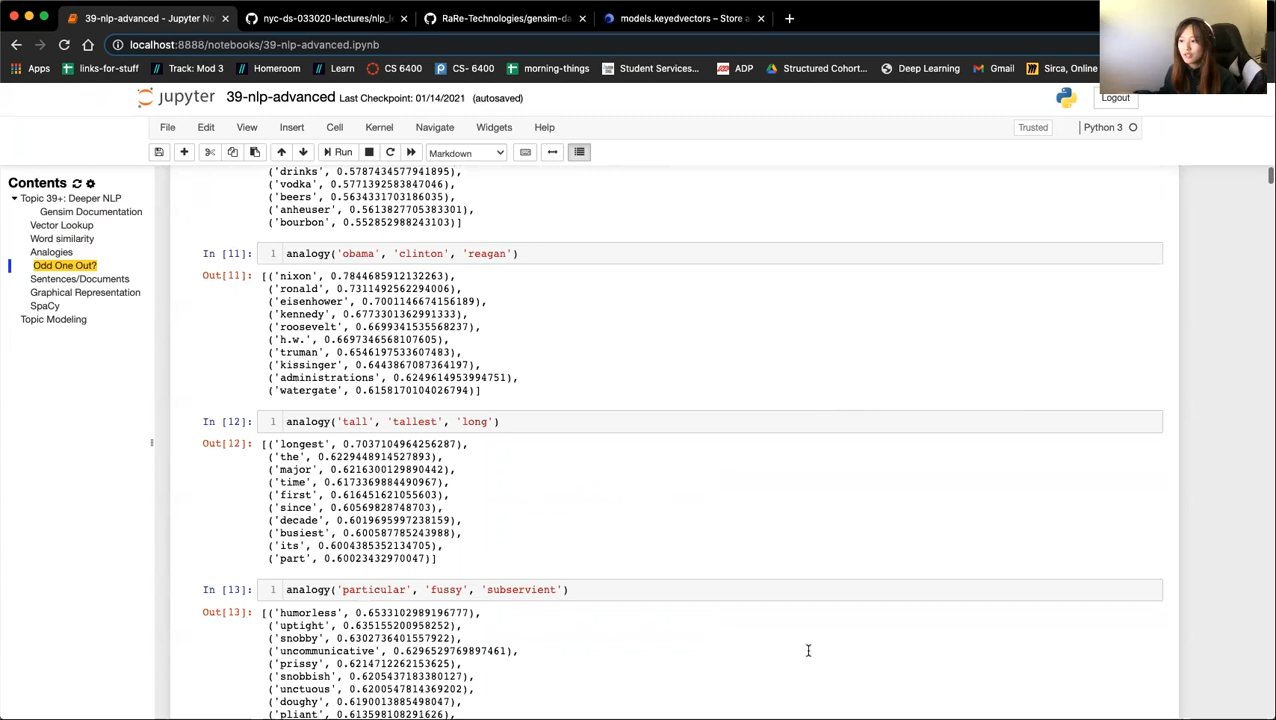 39-nlp-advanced - Jupyter No
nyc-ds-033020-lectures/nlp_l
RaRe-Technologies/gensim-da
models.keyedvectors – Store a
localhost:8888/notebooks/39-nlp-advanced.ipynb
Apps links-for-stuff Track: Mod 3 Homeroom Learn CS 6400 CS- 6400 morning-things Student Services... ADP Structured Cohort... Deep Learning Gmail Sirca, Online
jupyter 39-nlp-advanced Last Checkpoint: 01/14/2021 (autosaved) Logout
File Edit View Insert Cell Kernel Navigate Widgets Help Trusted Python 3
Run Markdown
Contents
Topic 39+: Deeper NLP
Gensim Documentation
Vector Lookup
Word similarity
Analogies
Odd One Out?
Sentences/Documents
Graphical Representation
SpaCy
Topic Modeling
('drinks', 0.5787434577941895),
('vodka', 0.5771392583847046),
('beers', 0.5634331703186035),
('anheuser', 0.5613827705383301),
('bourbon', 0.552852988243103)]
In [11]: 1 analogy('obama', 'clinton', 'reagan')
Out[11]: [('nixon', 0.7844685912132263),
('ronald', 0.7311492562294006),
('eisenhower', 0.7001146674156189),
('kennedy', 0.6773301362991333),
('roosevelt', 0.6699341535568237),
('h.w.', 0.6697346568107605),
('truman', 0.6546197533607483),
('kissinger', 0.6443867087364197),
('administrations', 0.6249614953994751),
('watergate', 0.6158170104026794)]
In [12]: 1 analogy('tall', 'tallest', 'long')
Out[12]: [('longest', 0.7037104964256287),
('the', 0.6229448914527893),
('major', 0.6216300129890442),
('time', 0.6173369884490967),
('first', 0.616451621055603),
('since', 0.60569828748703),
('decade', 0.6019695997238159),
('busiest', 0.600587785243988),
('its', 0.6004385352134705),
('part', 0.60023432970047)]
In [13]: 1 analogy('particular', 'fussy', 'subservient')
Out[13]: [('humorless', 0.6533102989196777),
('uptight', 0.635155200958252),
('snobby', 0.6302736401557922),
('uncommunicative', 0.6296529769897461),
('prissy', 0.6214712262153625),
('snobbish', 0.6205437183380127),
('unctuous', 0.6200547814369202),
('doughy', 0.6190013885498047),
('pliant', 0.613598108291626),